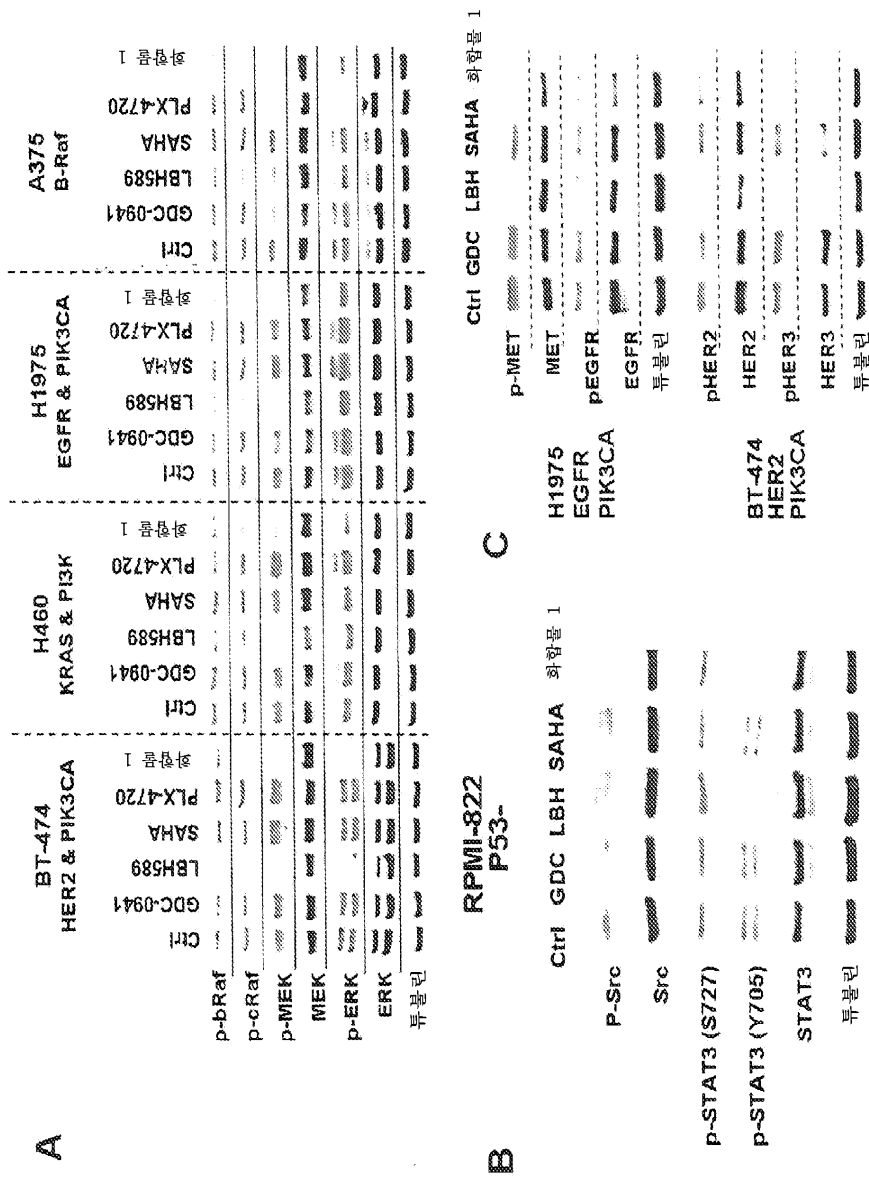 A
BT-474
HER2 & PIK3CA
H460
KRAS & PI3K
H1975
EGFR & PIK3CA
A375
B-Raf
Ctrl
GDC-0941
LBH589
SAHA
PLX-4720
화합물 1
Ctrl
GDC-0941
LBH589
SAHA
PLX-4720
화합물 1
Ctrl
GDC-0941
LBH589
SAHA
PLX-4720
화합물 1
Ctrl
GDC-0941
LBH589
SAHA
PLX-4720
화합물 1
p-bRaf
p-cRaf
p-MEK
MEK
p-ERK
ERK
튜불린
B
RPMI-822
P53-
Ctrl GDC LBH SAHA 화합물 1
P-Src
Src
p-STAT3 (S727)
p-STAT3 (Y705)
STAT3
튜불린
C
Ctrl GDC LBH SAHA 화합물 1
H1975
EGFR
PIK3CA
p-MET
MET
pEGFR
EGFR
튜불린
BT-474
HER2
PIK3CA
pHER2
HER2
pHER3
HER3
튜불린